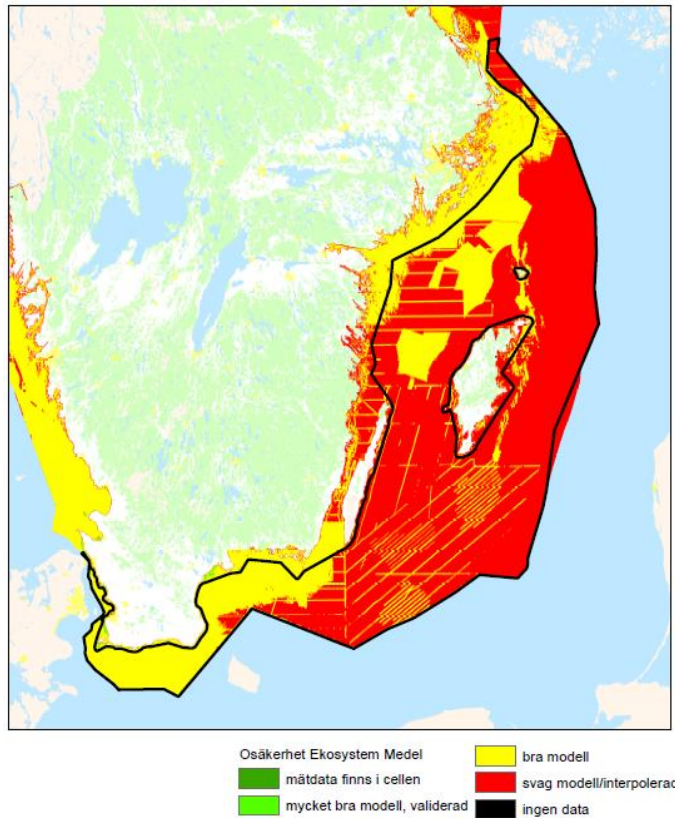 Osäkerhet Ekosystem Medel
mätdata finns i cellen
mycket bra modell, validerad
bra modell
svag modell/interpolerad
ingen data